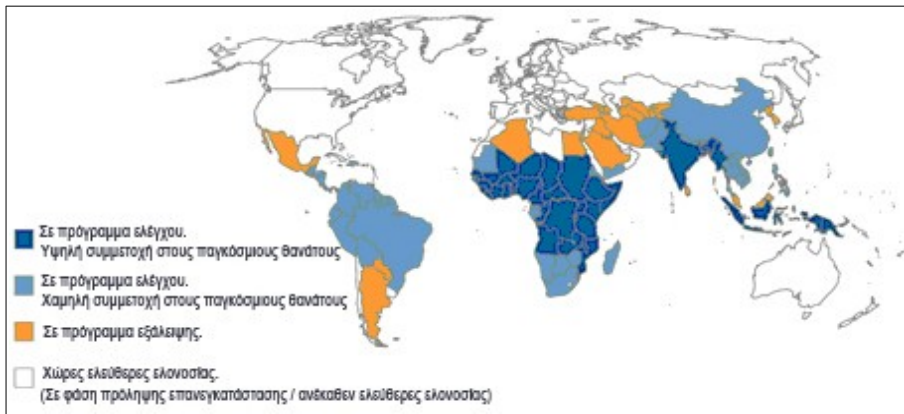 Σε πρόγραμμα ελέγχου.
Υψηλή συμμετοχή στους παγκόσμιους θανάτους
Σε πρόγραμμα ελέγχου.
Χαμηλή συμμετοχή στους παγκόσμιους θανάτους
Σε πρόγραμμα εξάλειψης.
Χώρες ελεύθερες ελονοσίας.
(Σε φάση πρόληψης επανεγκατάστασης / ανέκαθεν ελεύθερες ελονοσίας)